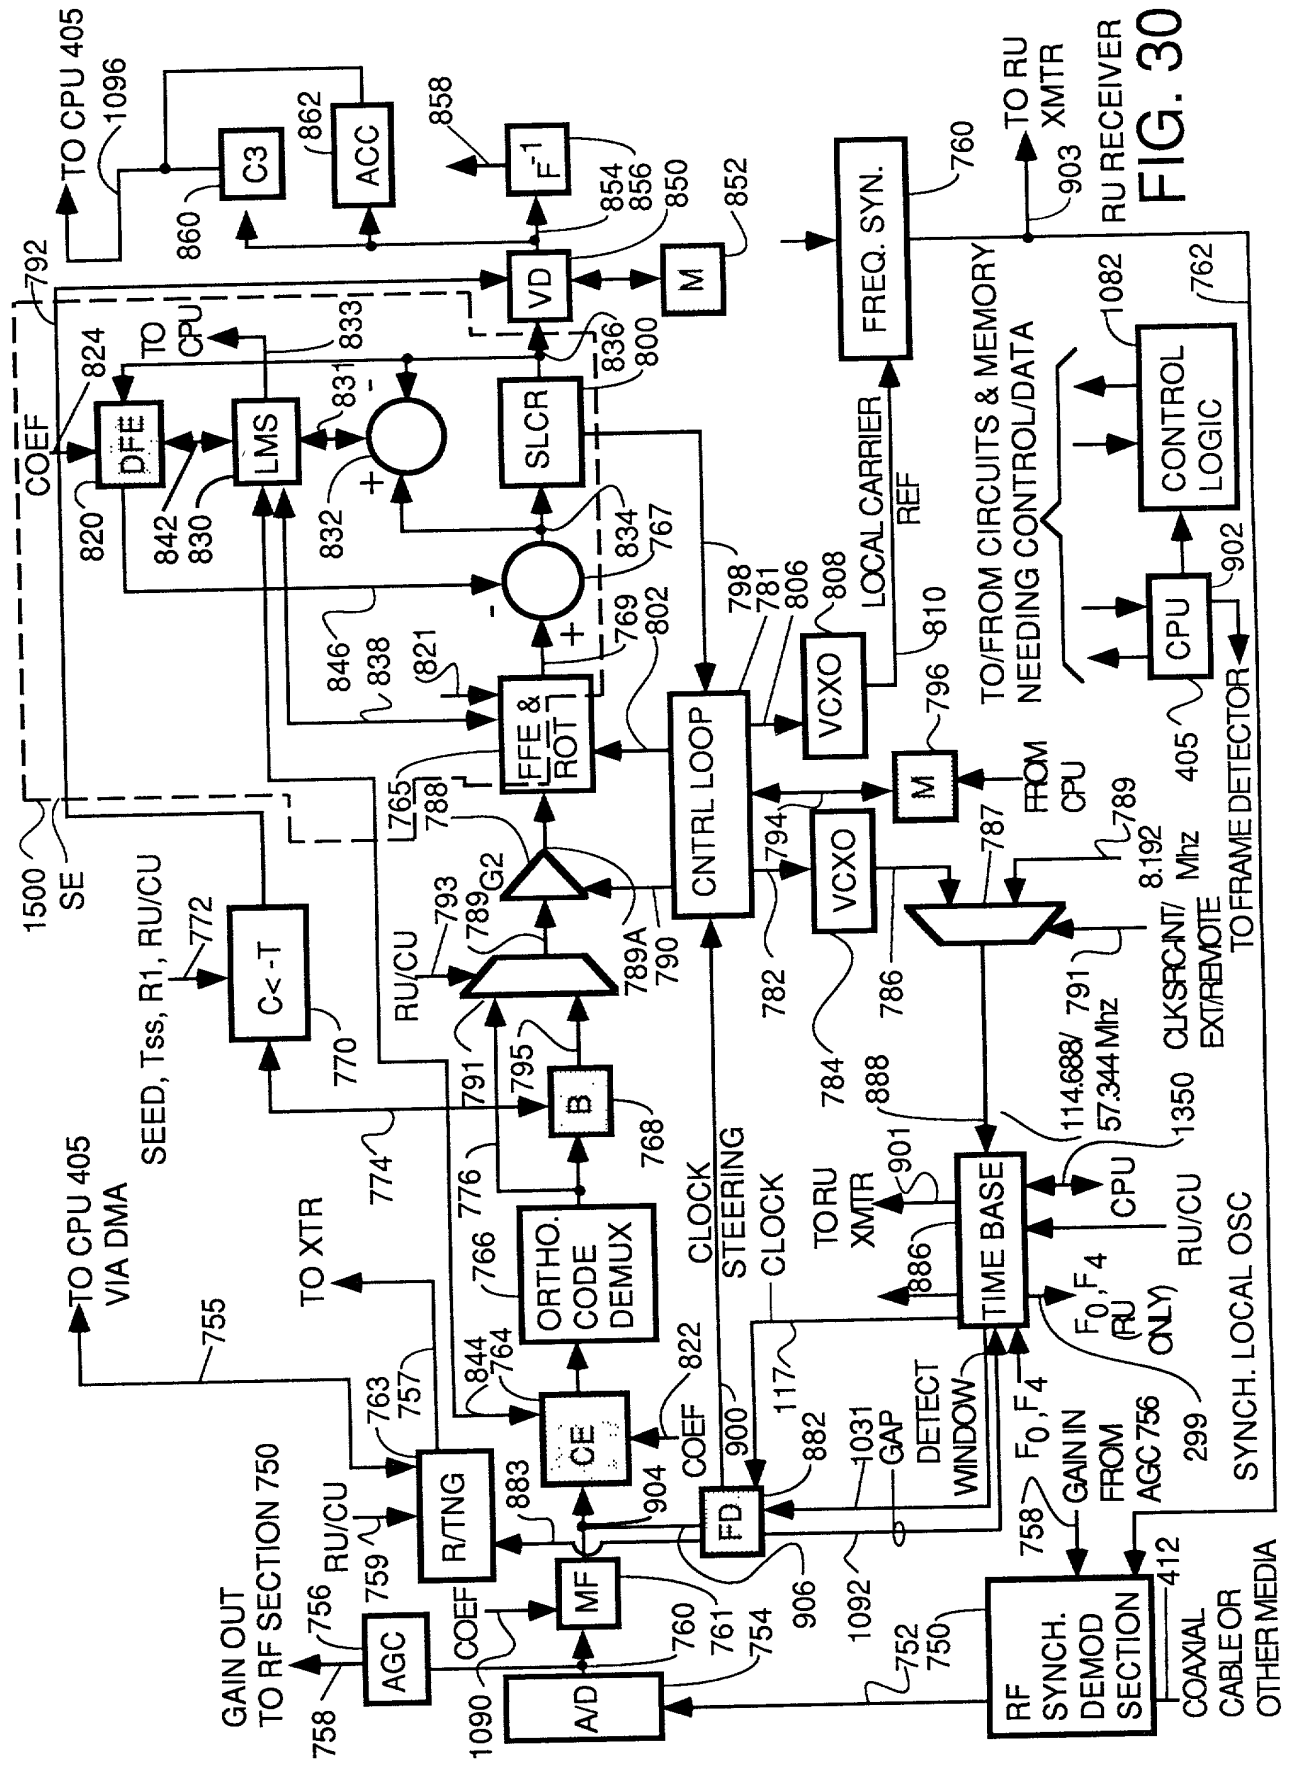 GAIN OUT
TO RF SECTION 750
758
756
AGC
RU/CU
759
TO CPU 405
VIA DMA
755
763
757
TO XTR
R/TNG
883
COEF
1090
MF
A/D
760
761
754
904
906
844
764
CE
822
COEF
ORTHO.
CODE
DEMUX
766
776
774
B
768
795
791
SEED, Tss, R1, RU/CU
772
C< -T
770
RU/CU
793
789
G2
788
789A
790
1500
SE
792
COEF
824
DFE
820
842
830
LMS
TO
CPU
833
831
832
+
-
846
838
821
765
FFE &
ROT
769
802
+
-
834
767
SLCR
836
800
VD
850
M
852
854
856
F-1
858
C3
860
ACC
862
TO CPU 405
1096
CNTRL LOOP
798
781
806
VCXO
808
810
LOCAL CARRIER
REF
FREQ. SYN.
760
TO RU
XMTR
903
RU RECEIVER
FIG. 30
782
VCXO
784
786
794
M
796
FROM
CPU
787
789
8.192
Mhz
791
CLKSRC-INT/
EXT/REMOTE
888
114.688/
57.344 Mhz
1350
CPU
TIME BASE
886
901
TO RU
XMTR
RU/CU
F0, F4
(RU
ONLY)
299
CLOCK
STEERING
CLOCK
900
117
FD
882
1031
GAP
DETECT
WINDOW
1092
F0, F4
758
GAIN IN
FROM
AGC 756
RF
SYNCH.
DEMOD
SECTION
752
750
412
COAXIAL
CABLE OR
OTHER MEDIA
SYNCH. LOCAL OSC
TO FRAME DETECTOR
TO/FROM CIRCUITS & MEMORY
NEEDING CONTROL/DATA
CPU
405
902
CONTROL
LOGIC
1082
762